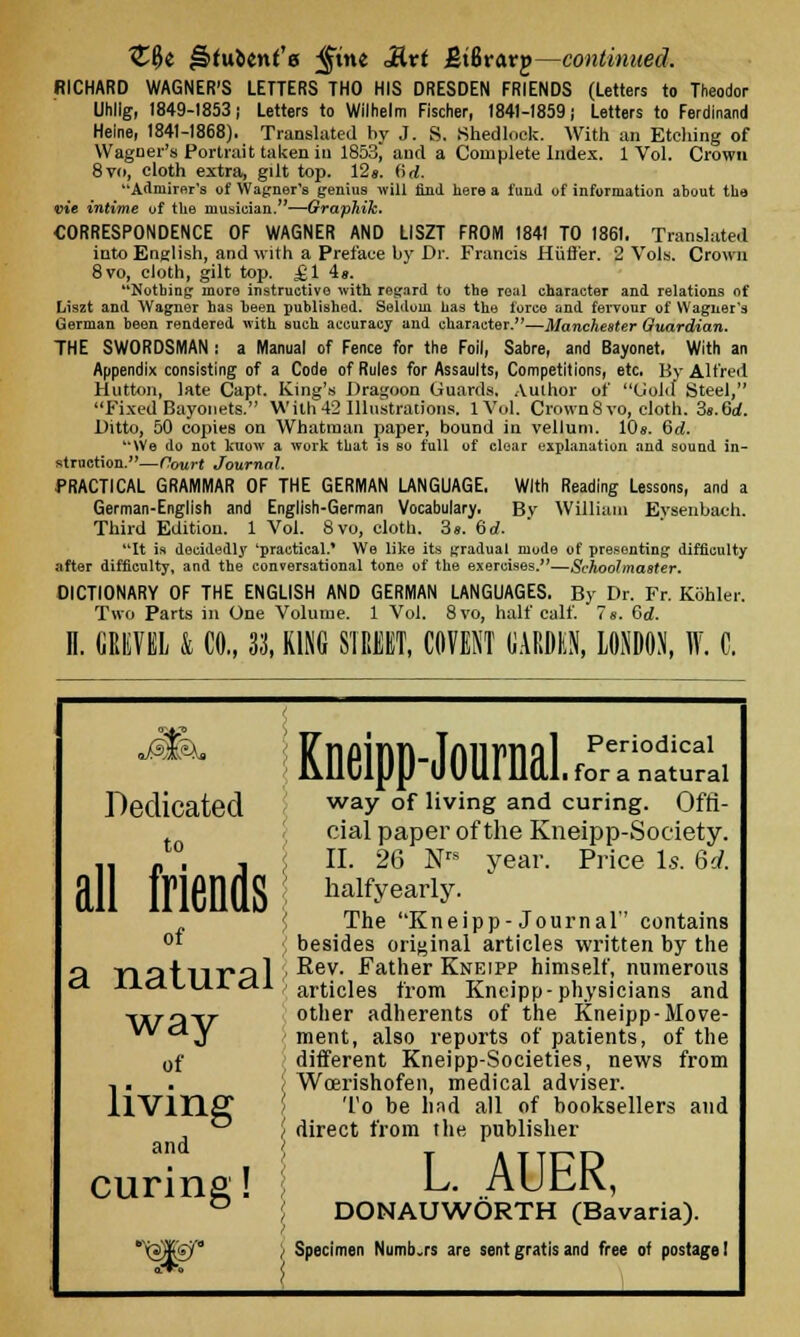 The Student's Fine Art Library—continued.
RICHARD WAGNER'S LETTERS THO HIS DRESDEN FRIENDS (Letters to Theodor
Uhlig, 1849-1853; Letters to Wilhelm Fischer, 1841-1859; Letters to Ferdinand
Heine, 1841-1868). Translated by J. S. Shedlock. With an Etching of
Wagner's Portrait taken in 1853, and a Complete Index. 1 Vol. Crown
8vo, cloth extra, gilt top. 12s. 6d.
"Admirer's of Wagner's genius will find here a fund of information about the
vie intime of the musician."—Graphik.
CORRESPONDENCE OF WAGNER AND LISZT FROM 1841 TO 1861. Translated
into English, and with a Preface by Dr. Francis Hüffer. 2 Vols. Crown
8vo, cloth, gilt top. £1 4s.
"Nothing more instructive with regard to the real character and relations of
Liszt and Wagner has been published. Seldom has the force and fervour of Wagner's
German been rendered with such accuracy and character."—Manchester Guardian.
THE SWORDSMAN: a Manual of Fence for the Foil, Sabre, and Bayonet. With an
Appendix consisting of a Code of Rules for Assaults, Competitions, etc. By Alfred
Hutton, late Capt. King's Dragoon Guards. Author of "Cold Steel,"
"Fixed Bayonets." With 42 Illustrations. 1 Vol. Crown 8vo, cloth. 3s. 6d.
Ditto, 50 copies on Whatman paper, bound in vellum. 10s. 6d.
"We do not know a work that is so full of clear explanation and sound in-
struction."—Court Journal.
PRACTICAL GRAMMAR OF THE GERMAN LANGUAGE. With Reading Lessons, and a
German-English and English-German Vocabulary. By William Eysenbach.
Third Edition. 1 Vol. 8vo, cloth. 3s. 6d.
"It is decidedly 'practical.' We like its gradual mode of presenting difficulty
after difficulty, and the conversational tone of the exercises."—Schoolmaster.
DICTIONARY OF THE ENGLISH AND GERMAN LANGUAGES. By Dr. Fr. Köhler.
Two Parts in One Volume. 1 Vol. 8vo, half calf. 7s. 6d.
H. GREVEL & CO., 33, KING STREET, COVENT GARDEN, LONDON, W. C.
Dedicated
to
all friends
of
a natural
way
of
living
and
curing!
Kneipp-Journal. Periodical
for a natural
way of living and curing. Offi-
cial paper of the Kneipp-Society.
II. 26 Nrs year. Price 1s. 6d.
halfyearly.
The "Kneipp-Journal" contains
besides original articles written by the
Rev. Father Kneipp himself, numerous
articles from Kneipp-physicians and
other adherents of the Kneipp-Move-
ment, also reports of patients, of the
different Kneipp-Societies, news from
Wœrishofen, medical adviser.
To be had all of booksellers and
direct from the publisher
L. AUER,
DONAUWÖRTH (Bavaria).
Specimen Numbers are sent gratis and free of postage!